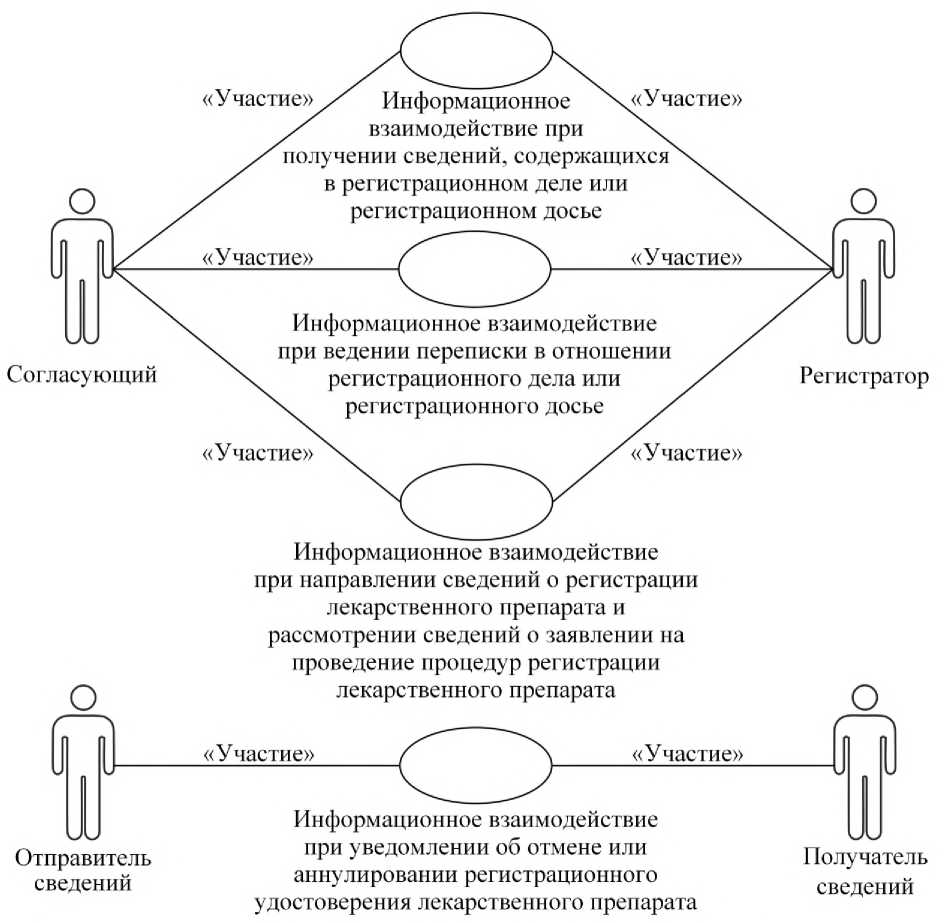 «Участие» «Участие»
Информационное
взаимодействие при
получении сведений, содержащихся
в регистрационном деле или
регистрационном досье
«Участие» «Участие»
Информационное взаимодействие
при ведении переписки в отношении
регистрационного дела или
регистрационного досье
Согласующий Регистратор
«Участие» «Участие»
Информационное взаимодействие
при направлении сведений о регистрации
лекарственного препарата и
рассмотрении сведений о заявлении на
проведение процедур регистрации
лекарственного препарата
«Участие» «Участие»
Информационное взаимодействие
при уведомлении об отмене или
аннулировании регистрационного
удостоверения лекарственного препарата
Отправитель
сведений
Получатель
сведений